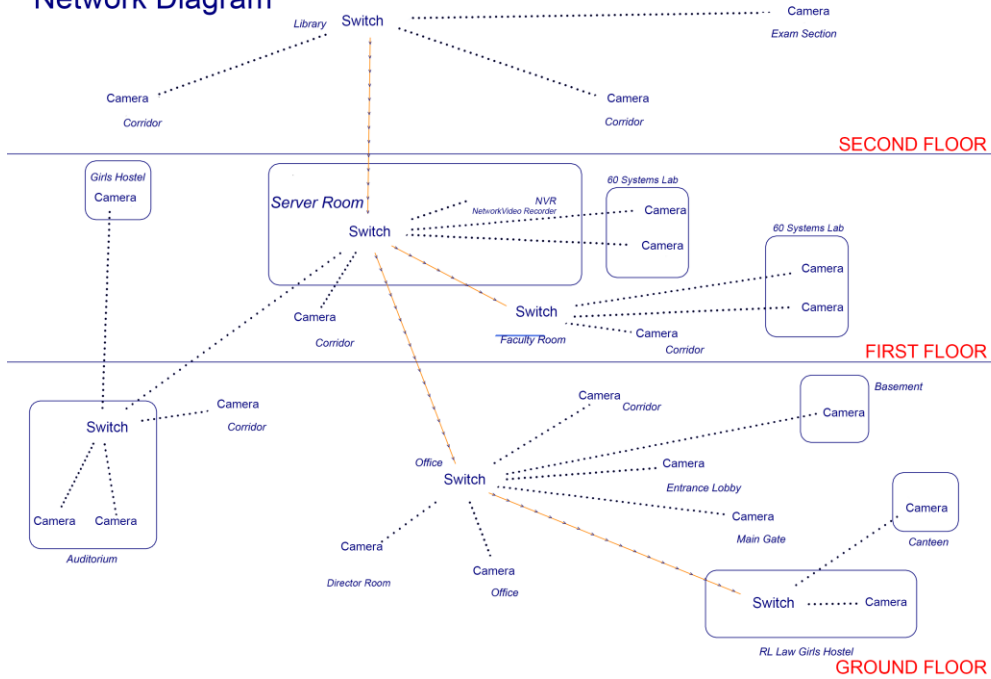 Network Diagram
Library
Switch
Camera
Exam Section
Camera
Corridor
Camera
Corridor
SECOND FLOOR
Girls Hostel
Camera
Server Room
Switch
NVR
NetworkVideo Recorder
60 Systems Lab
Camera
Camera
60 Systems Lab
Camera
Camera
Camera
Corridor
Switch
Faculty Room
Camera
Corridor
FIRST FLOOR
Switch
Camera
Corridor
Camera
Camera
Auditorium
Office
Switch
Camera
Corridor
Camera
Basement
Camera
Entrance Lobby
Camera
Main Gate
Camera
Director Room
Camera
Office
Camera
Canteen
Switch
Camera
RL Law Girls Hostel
GROUND FLOOR